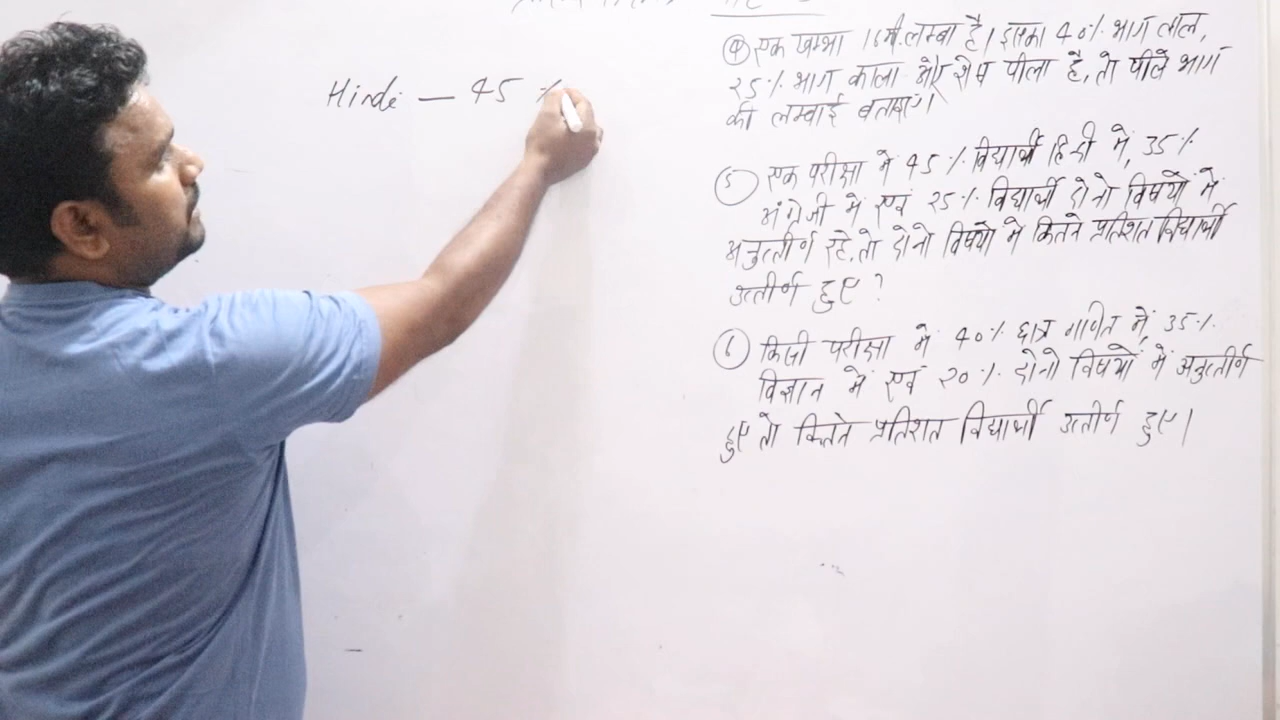 Hindi — 45 %
④ एक खम्भा 16मी. लम्बा है। इसका 40% भाग लाल,
25% भाग काला और शेष पीला है, तो पीले भाग
की लम्बाई बताइए।
⑤ एक परीक्षा में 45% विद्यार्थी हिन्दी में, 35%
अंग्रेजी में एवं 25% विद्यार्थी दोनो विषयों में
अनुत्तीर्ण रहे, तो दोनो विषयो मे कितने प्रतिशत विद्यार्थी
उत्तीर्ण हुए ?
⑥ किसी परीक्षा में 40% छात्र गणित में, 35%
विज्ञान में एवं 20% दोनो विषयों में अनुत्तीर्ण
हुए तो कितने प्रतिशत विद्यार्थी उत्तीर्ण हुए।